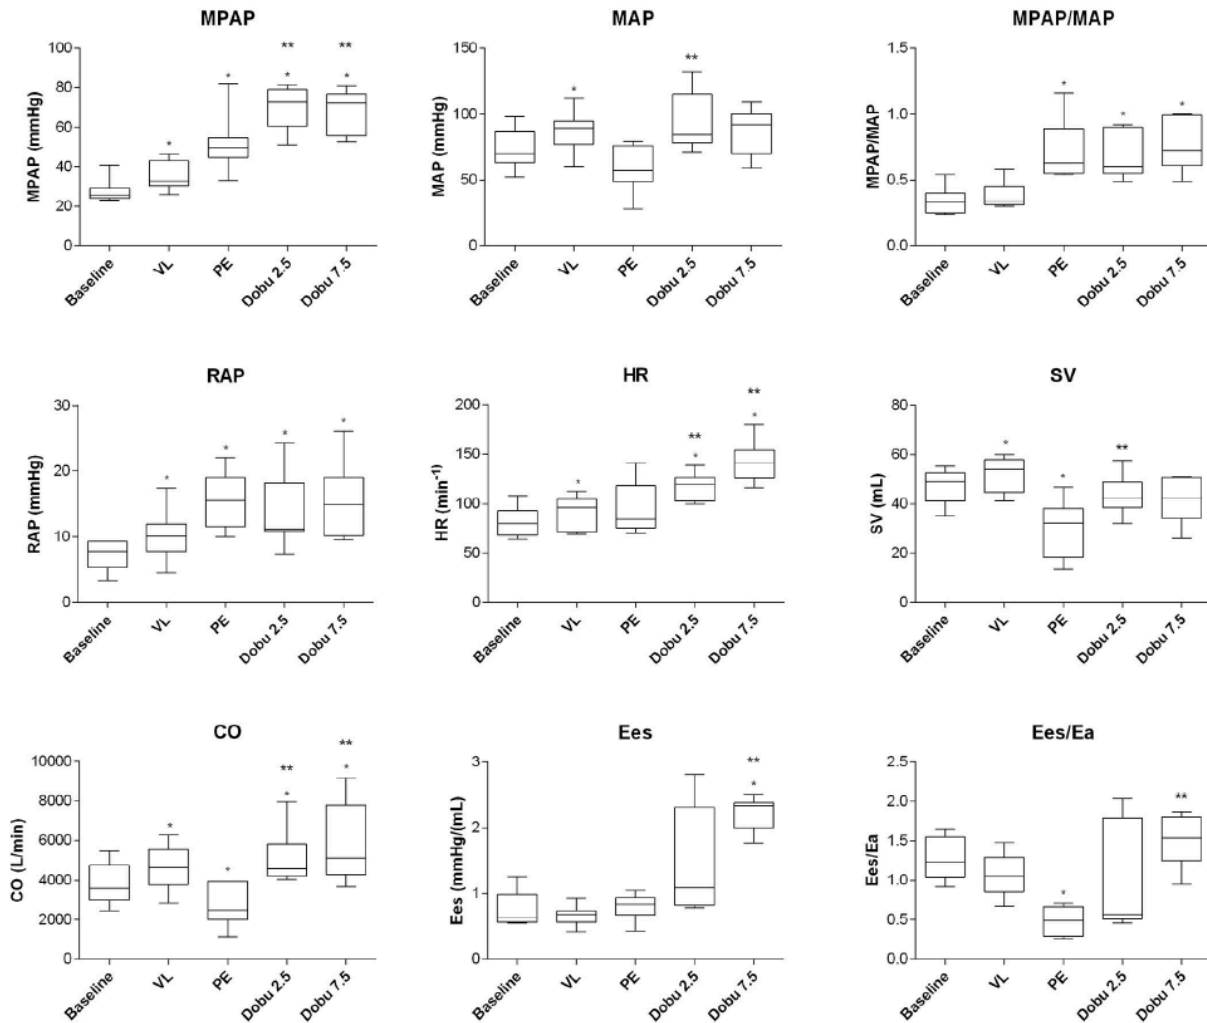 MPAP
MAP
MPAP/MAP
100
80
60
40
20
0
MPAP (mmHg)
*
*
**
*
**
*
Baseline
VL
PE
Dobu 2.5
Dobu 7.5
150
100
50
0
MAP (mmHg)
*
**
Baseline
VL
PE
Dobu 2.5
Dobu 7.5
1.5
1.0
0.5
0.0
MPAP/MAP
*
*
*
Baseline
VL
PE
Dobu 2.5
Dobu 7.5
RAP
HR
SV
30
20
10
0
RAP (mmHg)
*
*
*
*
Baseline
VL
PE
Dobu 2.5
Dobu 7.5
200
150
100
50
0
HR (min⁻¹)
*
**
*
**
*
Baseline
VL
PE
Dobu 2.5
Dobu 7.5
80
60
40
20
0
SV (mL)
*
*
**
Baseline
VL
PE
Dobu 2.5
Dobu 7.5
CO
Ees
Ees/Ea
10000
8000
6000
4000
2000
0
CO (L/min)
*
*
**
*
**
*
Baseline
VL
PE
Dobu 2.5
Dobu 7.5
3
2
1
0
Ees (mmHg/(mL)
**
*
Baseline
VL
PE
Dobu 2.5
Dobu 7.5
2.5
2.0
1.5
1.0
0.5
0.0
Ees/Ea
*
**
Baseline
VL
PE
Dobu 2.5
Dobu 7.5